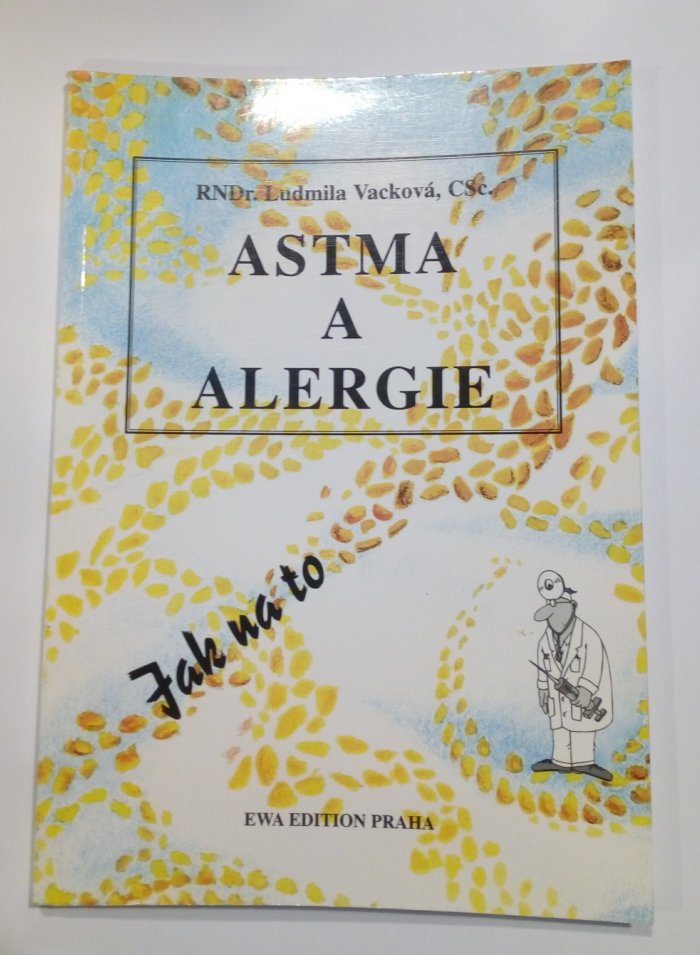 RNDr. Ludmila Vacková, CSc.
ASTMA
A
ALERGIE
Jak na to
EWA EDITION PRAHA